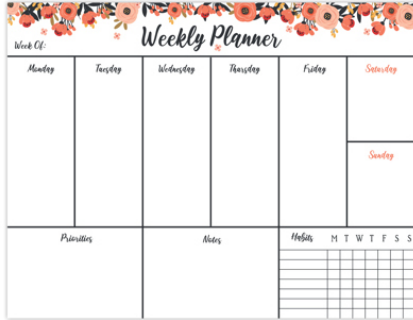 Weekly Planner
Week Of:
Monday Tuesday Wednesday Thursday Friday Saturday
Sunday
Priorities Notes Habits M T W T F S S